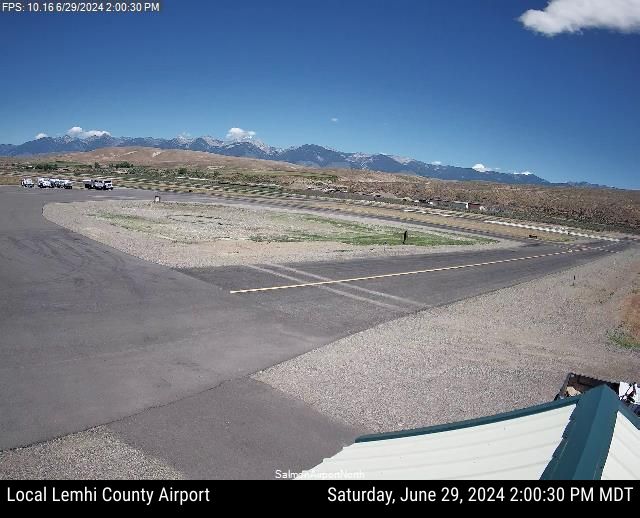 FPS: 10.16 6/29/2024 2:00:30 PM
SalmonAirportNorth
Local Lemhi County Airport
Saturday, June 29, 2024 2:00:30 PM MDT